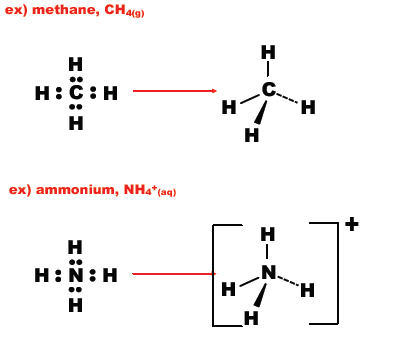 ex) methane, CH₄(g)
H
H : C : H
H
H
C
H H
H
ex) ammonium, NH₄⁺(aq)
H
H : N : H
H
+
H
N
H H
H